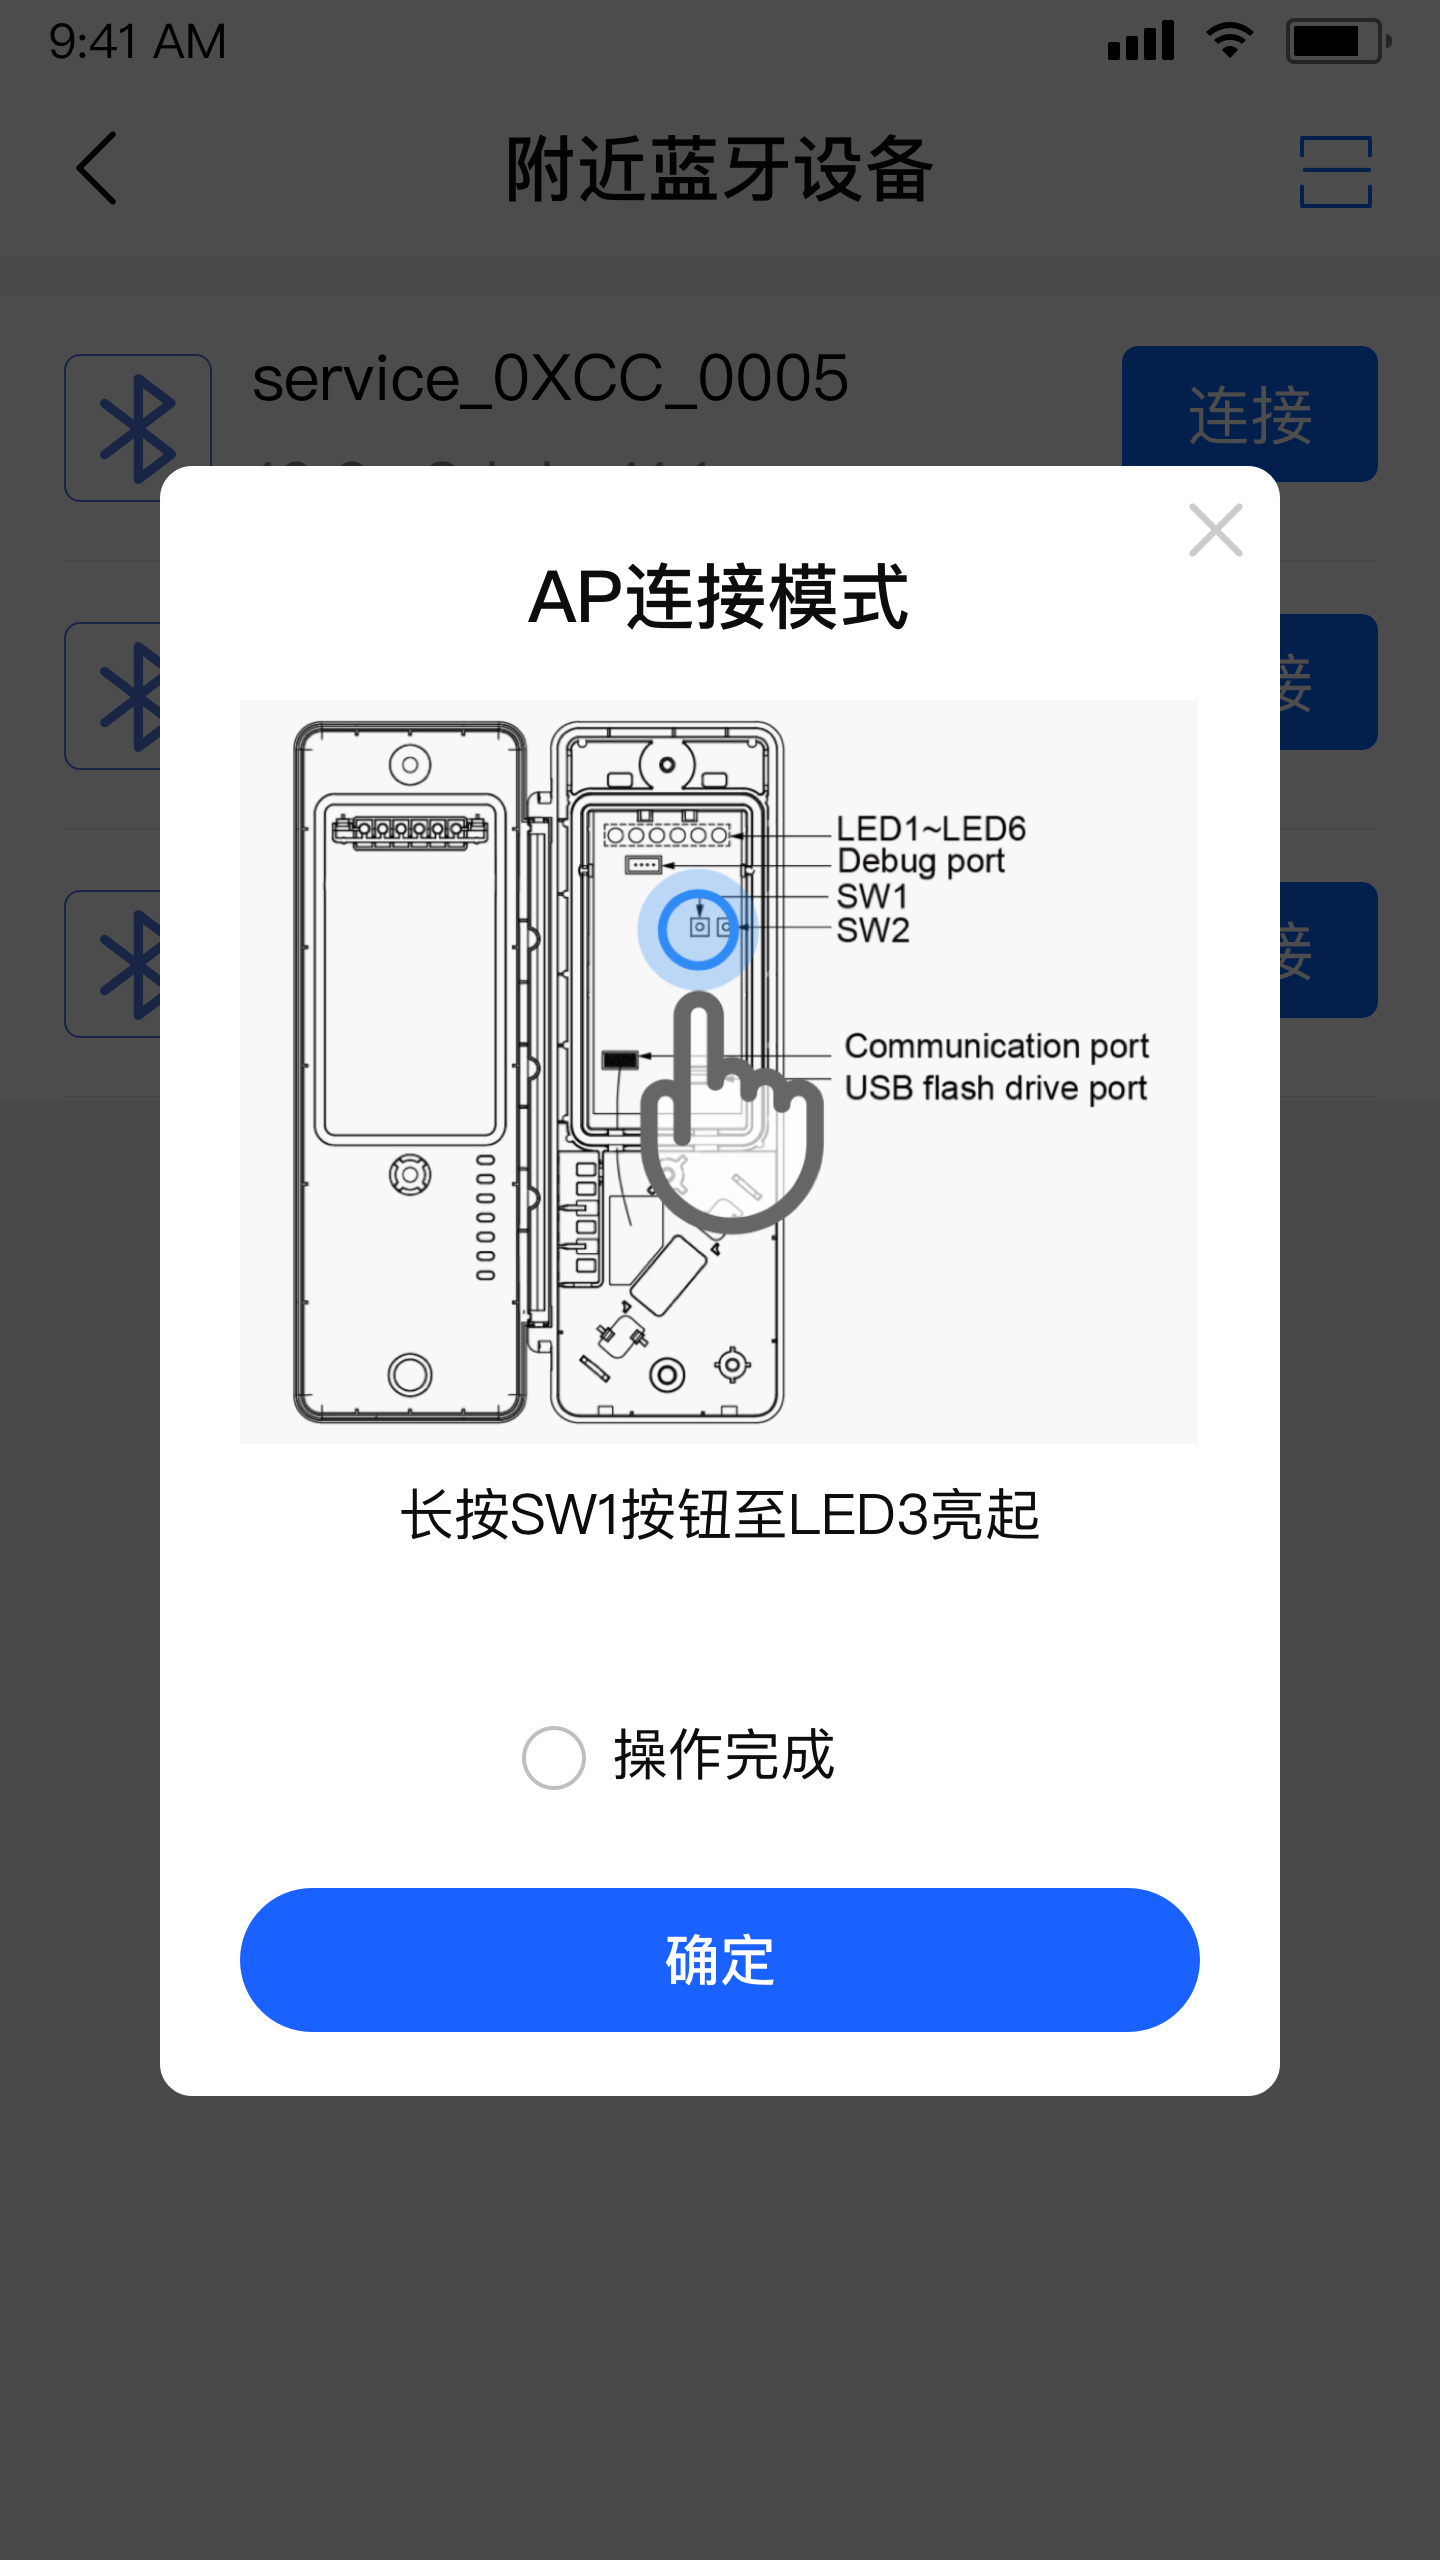 9:41 AM
附近蓝牙设备
service_0XCC_0005
连接
AP连接模式
接
接
LED1~LED6
Debug port
SW1
SW2
Communication port
USB flash drive port
长按SW1按钮至LED3亮起
操作完成
确定